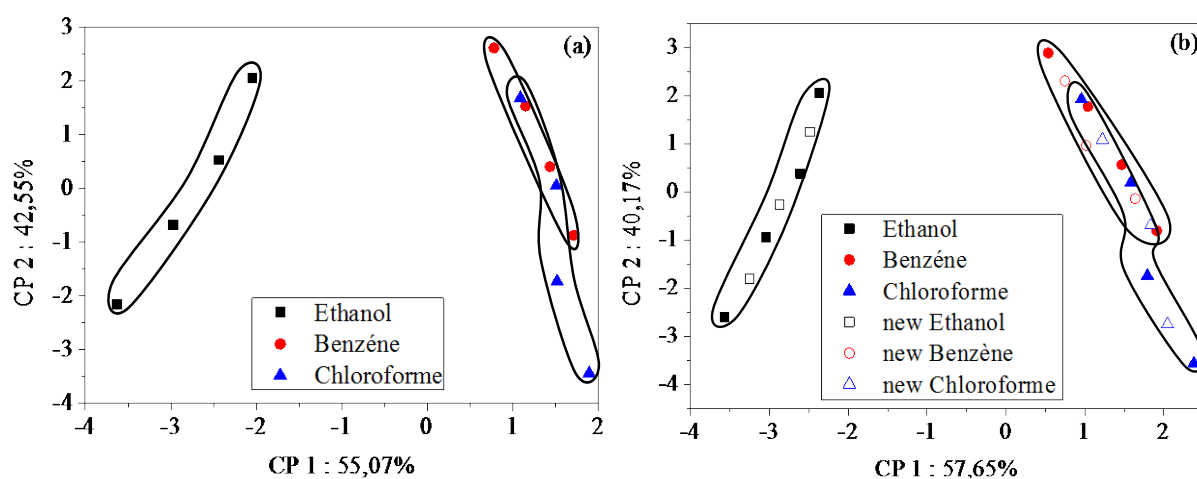 (a)
CP 2 : 42,55%
3
2
1
0
-1
-2
-3
-4
Ethanol
Benzéne
Chloroforme
-4 -3 -2 -1 0 1 2
CP 1 : 55,07%
(b)
CP 2 : 40,17%
3
2
1
0
-1
-2
-3
-4
Ethanol
Benzéne
Chloroforme
new Ethanol
new Benzène
new Chloroforme
-4 -3 -2 -1 0 1 2
CP 1 : 57,65%